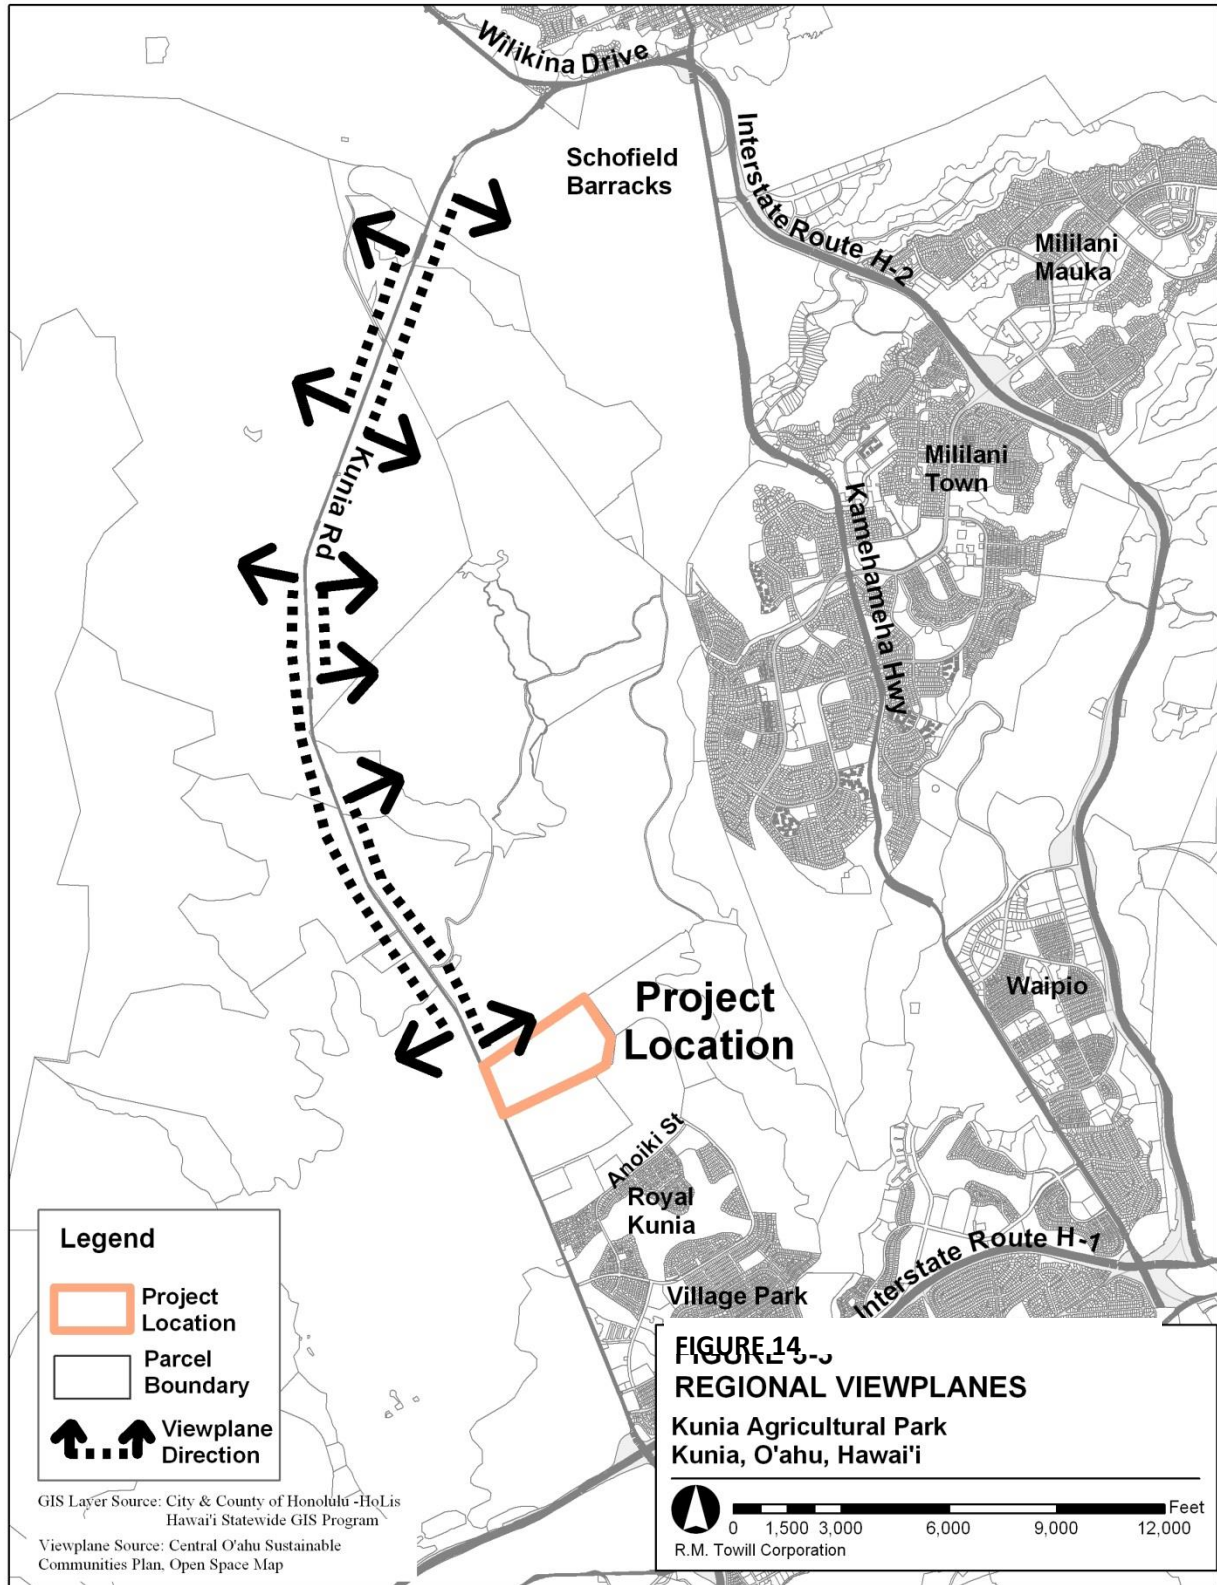 Wilikina Drive
Schofield
Barracks
Interstate Route H-2
Mililani
Mauka
Kunia Rd
Mililani
Town
Kamehameha Hwy
Project
Location
Waipio
Anoiki St
Royal
Kunia
Village Park
Interstate Route H-1
Legend
Project
Location
Parcel
Boundary
Viewplane
Direction
GIS Layer Source: City & County of Honolulu -HoLis
Hawai'i Statewide GIS Program
Viewplane Source: Central O'ahu Sustainable
Communities Plan, Open Space Map
FIGURE 14
REGIONAL VIEWPLANES
Kunia Agricultural Park
Kunia, O'ahu, Hawai'i
Feet
0 1,500 3,000 6,000 9,000 12,000
R.M. Towill Corporation